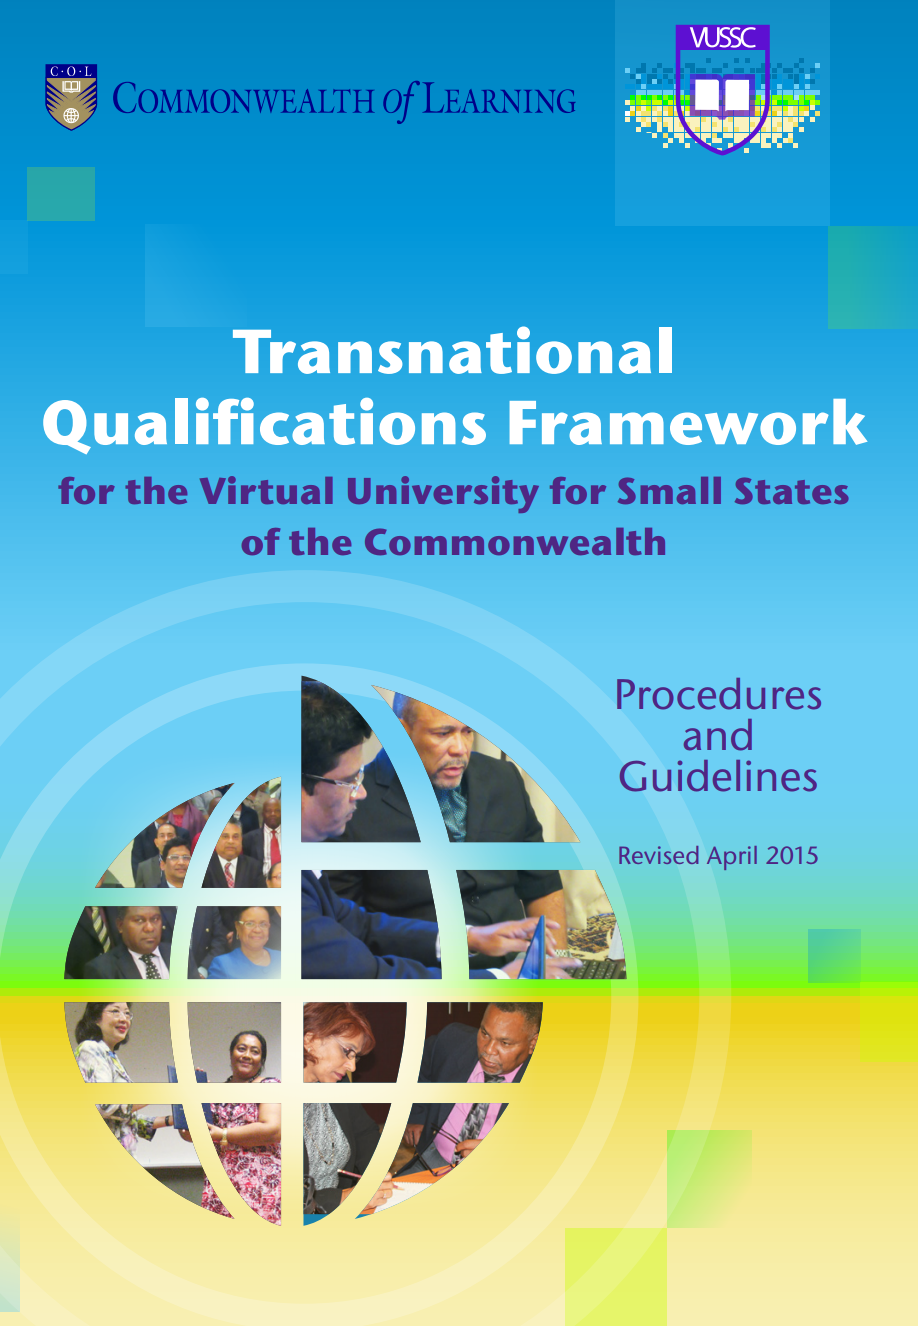 C·O·L
COMMONWEALTH of LEARNING
VUSSC
Transnational
Qualifications Framework
for the Virtual University for Small States
of the Commonwealth
Procedures
and
Guidelines
Revised April 2015